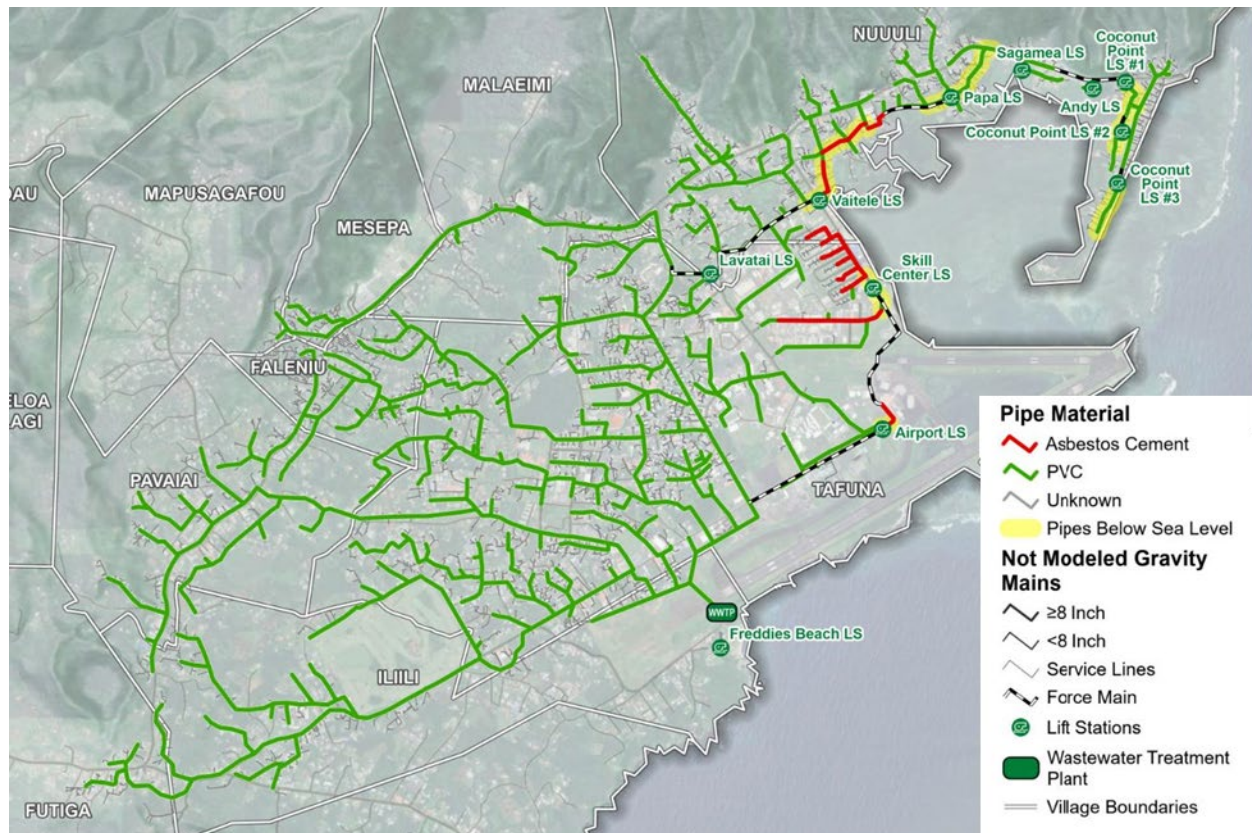 NUUULI
Sagamea LS
Coconut
Point
LS #1
MALAEIMI
Papa LS
Andy LS
Coconut Point LS #2
MAPUSAGAFOU
Coconut
Point
LS #3
Vaitele LS
MESEPA
Lavatai LS
Skill
Center LS
FALENIU
ELOA
AGI
Airport LS
PAVAIAI
TAFUNA
WWTP
Freddies Beach LS
ILIILI
FUTIGA
Pipe Material
Asbestos Cement
PVC
Unknown
Pipes Below Sea Level
Not Modeled Gravity
Mains
≥8 Inch
<8 Inch
Service Lines
Force Main
Lift Stations
Wastewater Treatment
Plant
Village Boundaries